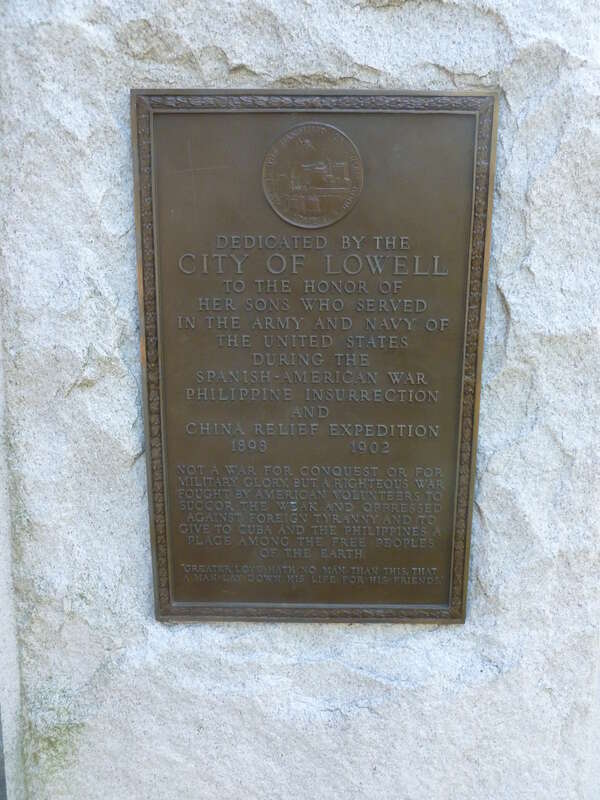 DEDICATED BY THE
CITY OF LOWELL
TO THE HONOR OF
HER SONS WHO SERVED
IN THE ARMY AND NAVY OF
THE UNITED STATES
DURING THE
SPANISH-AMERICAN WAR
PHILIPPINE INSURRECTION
AND
CHINA RELIEF EXPEDITION
1898 1902
NOT A WAR FOR CONQUEST OR FOR
MILITARY GLORY, BUT A RIGHTEOUS WAR
FOUGHT BY AMERICAN VOLUNTEERS TO
SUCCOR THE WEAK AND OPPRESSED
AGAINST FOREIGN TYRANNY AND TO
GIVE TO CUBA AND THE PHILIPPINES A
PLACE AMONG THE FREE PEOPLES
OF THE EARTH
"GREATER LOVE HATH NO MAN THAN THIS, THAT
A MAN LAY DOWN HIS LIFE FOR HIS FRIENDS."